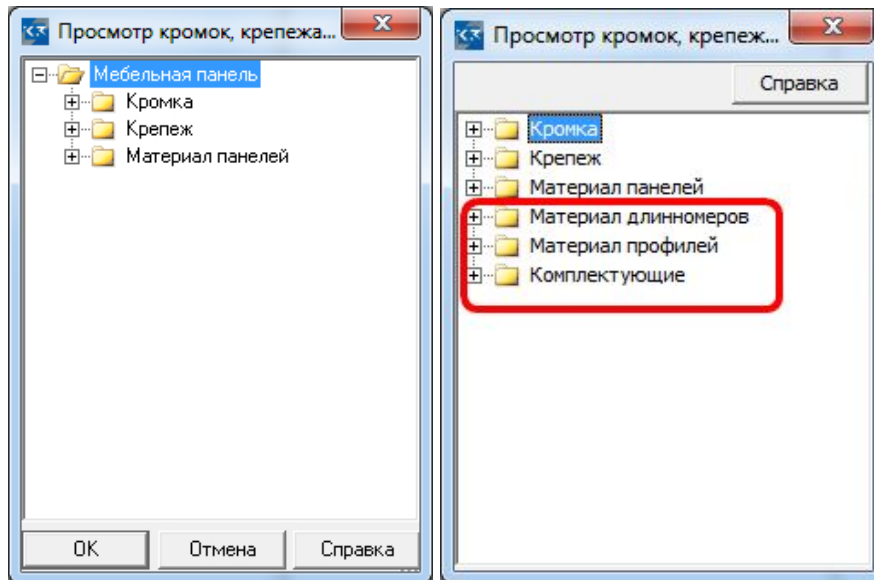 Просмотр кромок, крепежа...
Мебельная панель
Кромка
Крепеж
Материал панелей
OK
Отмена
Справка
Просмотр кромок, крепеж...
Справка
Кромка
Крепеж
Материал панелей
Материал длинномеров
Материал профилей
Комплектующие